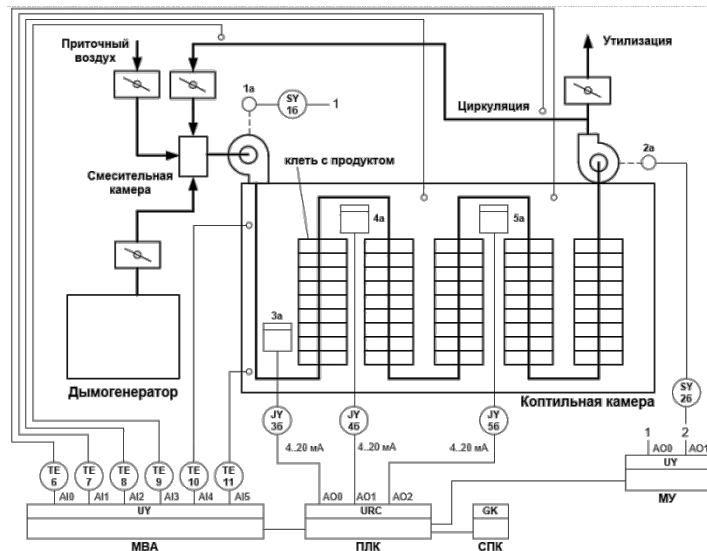 Приточный
воздух
Утилизация
1а
SY
1б
1
Циркуляция
2а
Смесительная
камера
клеть с продуктом
4а
5а
3а
Дымогенератор
Коптильная камера
SY
2б
JY
3б
JY
4б
JY
5б
4..20 мА
4..20 мА
4..20 мА
1
2
AO0
AO1
UY
МУ
TE
6
TE
7
TE
8
TE
9
TE
10
TE
11
AI0
AI1
AI2
AI3
AI4
AI5
AO0
AO1
AO2
UY
URC
GK
МВА
ПЛК
СПК